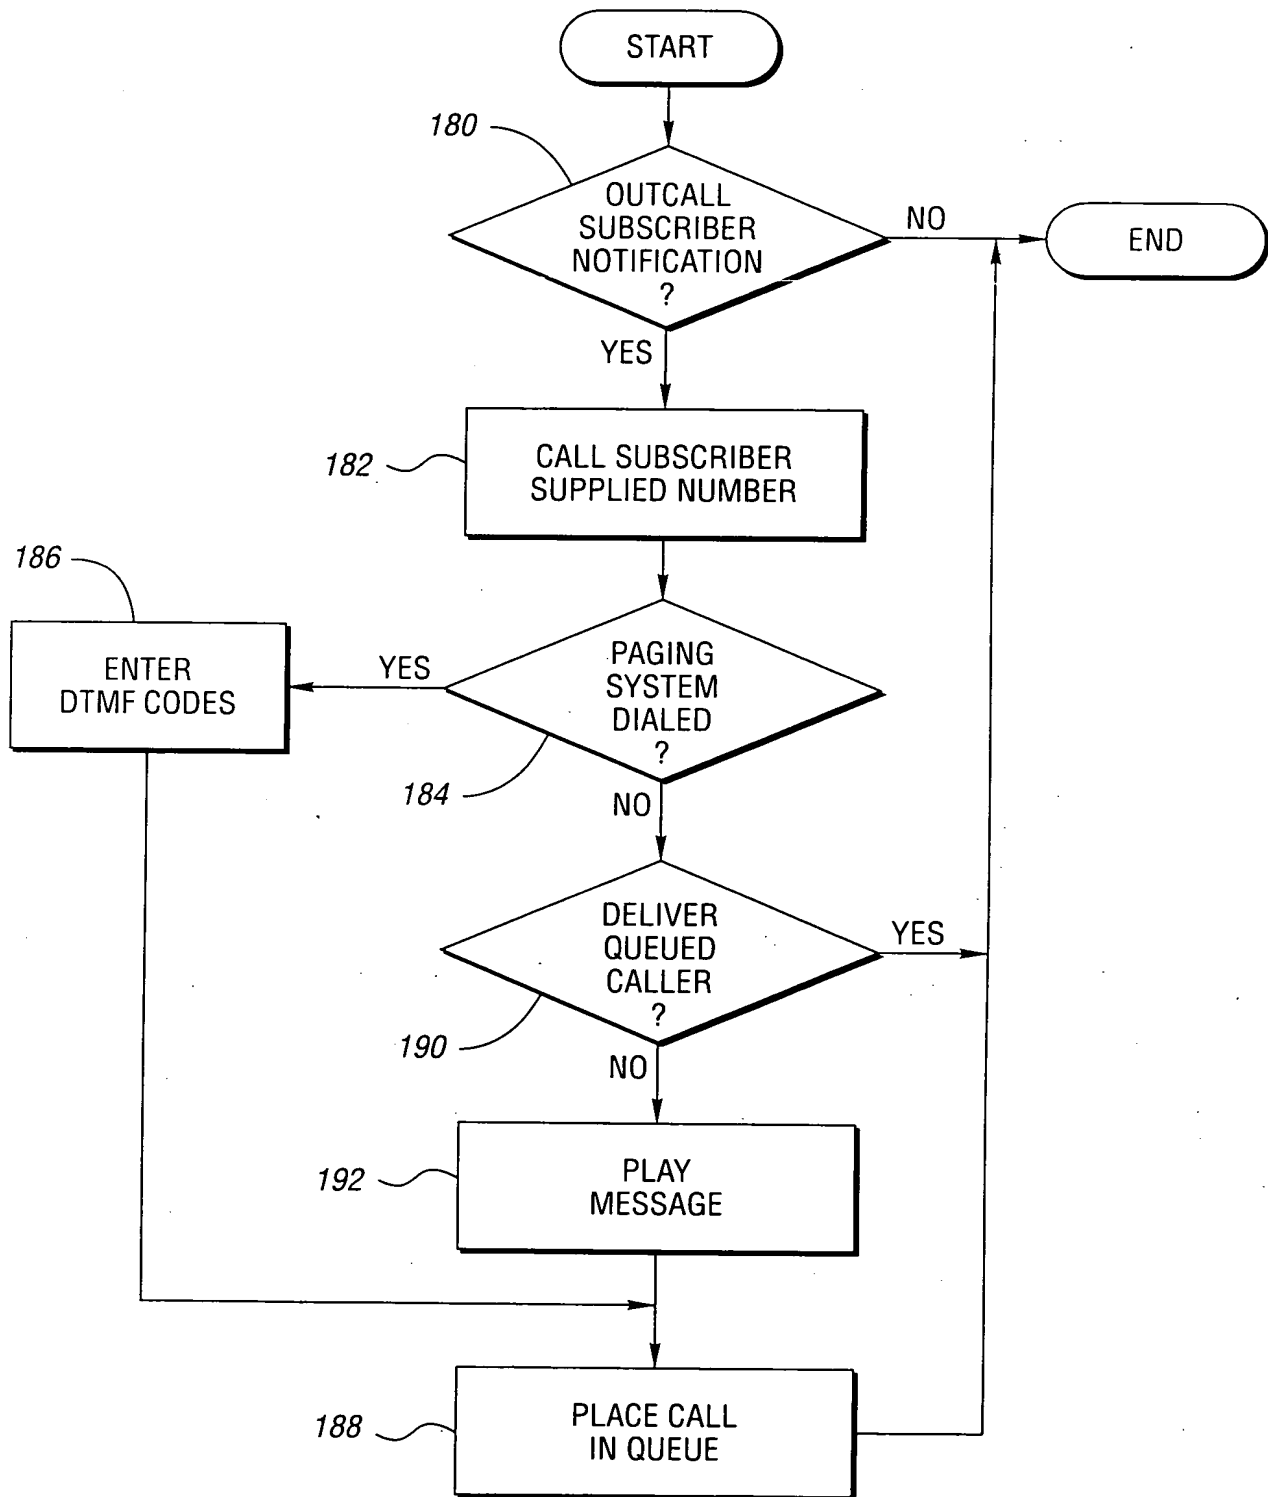 START
180
OUTCALL
SUBSCRIBER
NOTIFICATION
?
NO
END
YES
182
CALL SUBSCRIBER
SUPPLIED NUMBER
186
ENTER
DTMF CODES
YES
PAGING
SYSTEM
DIALED
?
184
NO
DELIVER
QUEUED
CALLER
?
YES
190
NO
192
PLAY
MESSAGE
188
PLACE CALL
IN QUEUE